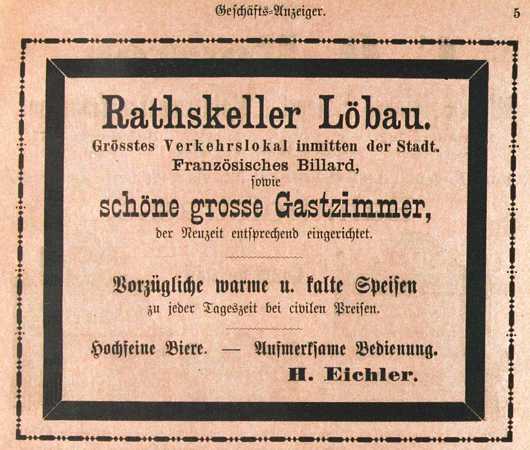 Geschäfts-Anzeiger. 5
Rathskeller Löbau.
Grösstes Verkehrslokal inmitten der Stadt.
Französisches Billard,
sowie
schöne grosse Gastzimmer,
der Neuzeit entsprechend eingerichtet.
Vorzügliche warme u. kalte Speisen
zu jeder Tageszeit bei civilen Preisen.
Hochfeine Biere. — Aufmerksame Bedienung.
H. Eichler.